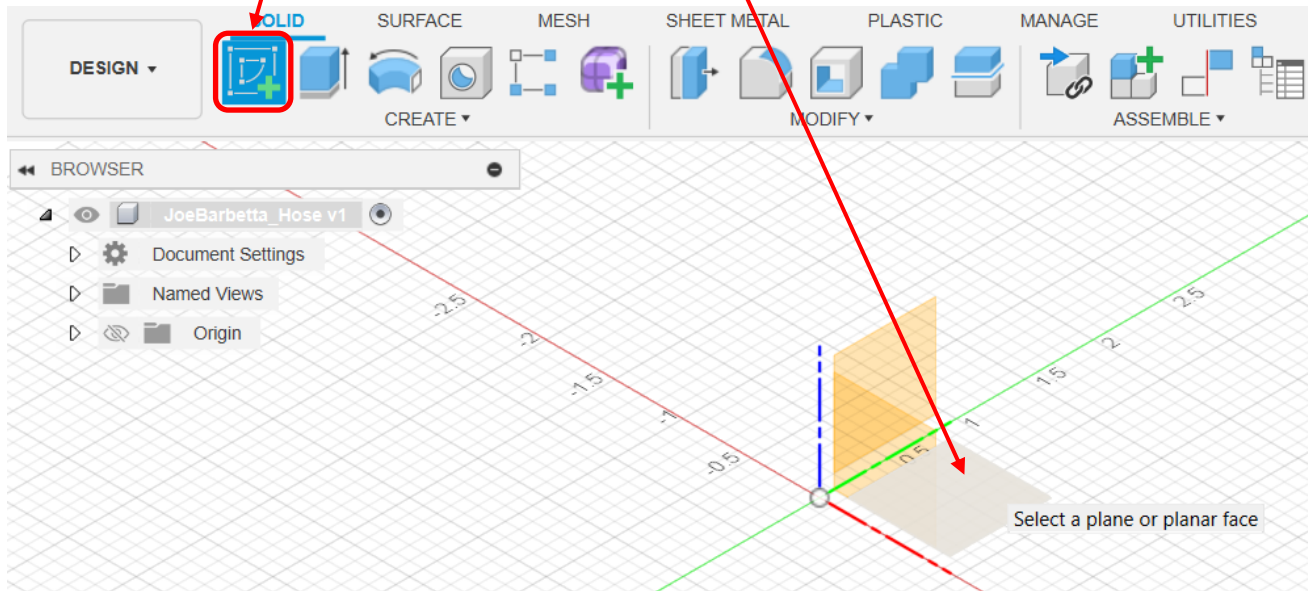 SOLID SURFACE MESH SHEET METAL PLASTIC MANAGE UTILITIES
DESIGN ▾
CREATE ▾ MODIFY ▾ ASSEMBLE ▾
BROWSER
JoeBarbetta_Hose v1
Document Settings
Named Views
Origin
-2.5
-2
-1.5
-1
-0.5
2.5
2
1.5
1
0.5
Select a plane or planar face